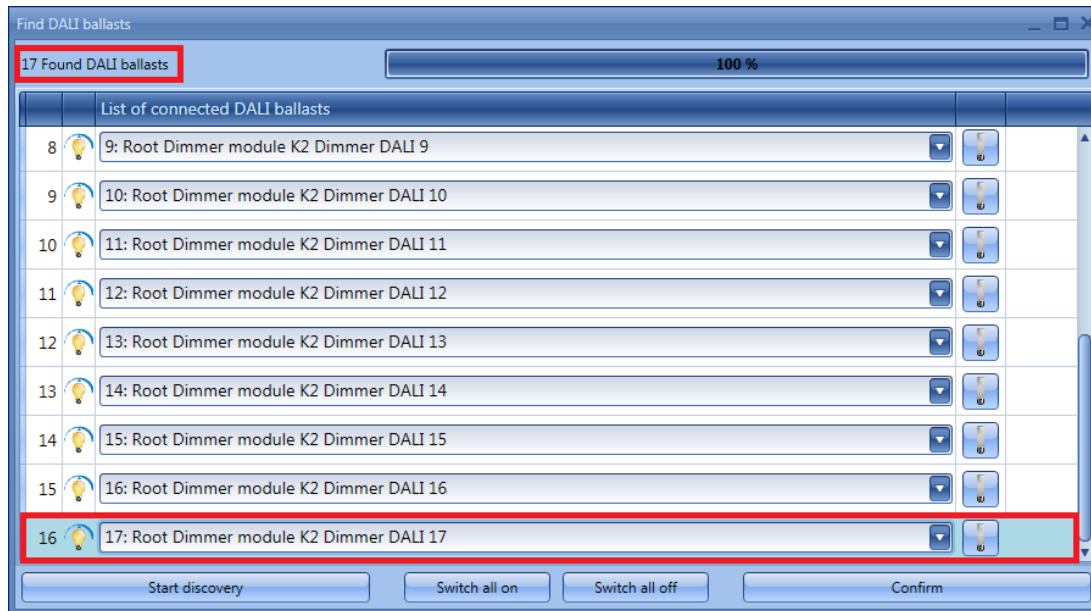 Find DALI ballasts
17 Found DALI ballasts
100 %
List of connected DALI ballasts
8 9: Root Dimmer module K2 Dimmer DALI 9
9 10: Root Dimmer module K2 Dimmer DALI 10
10 11: Root Dimmer module K2 Dimmer DALI 11
11 12: Root Dimmer module K2 Dimmer DALI 12
12 13: Root Dimmer module K2 Dimmer DALI 13
13 14: Root Dimmer module K2 Dimmer DALI 14
14 15: Root Dimmer module K2 Dimmer DALI 15
15 16: Root Dimmer module K2 Dimmer DALI 16
16 17: Root Dimmer module K2 Dimmer DALI 17
Start discovery Switch all on Switch all off Confirm